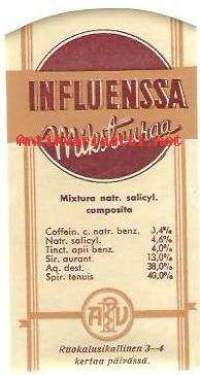 INFLUENSSA
Mikstuuraa
Mixtura natr. salicyl.
composita
Coffein. c. natr. benz. 3,4%
Natr. salicyl. 4,6%
Tinct. opii benz. 4,0%
Sir. aurant. 13,0%
Aq. dest. 38,0%
Spir. tenuis 40,0%
A V
Ruokalusikallinen 3—4
kertaa päivässä.